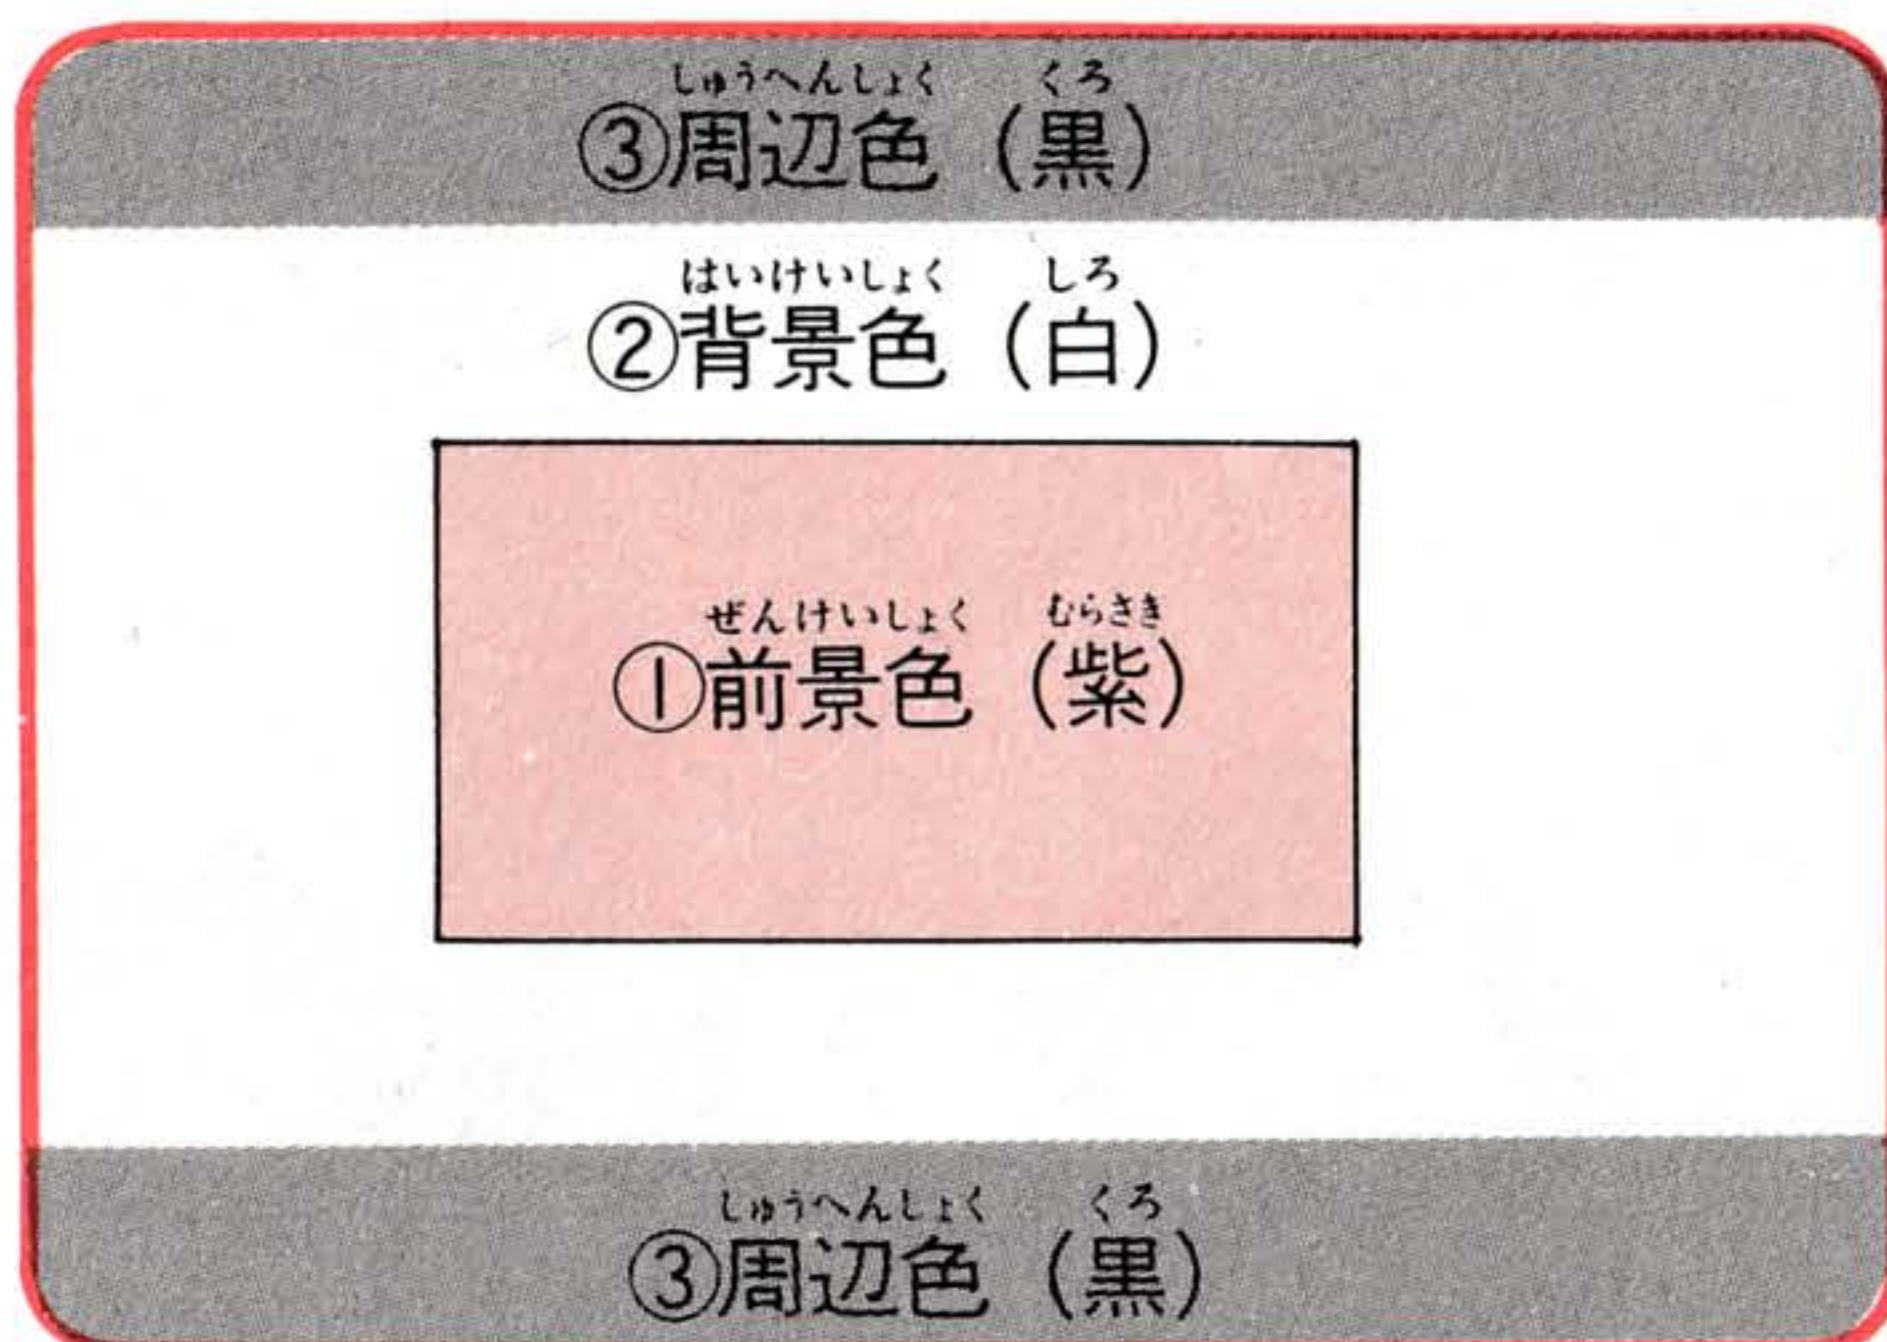 しゅうへんしょく くろ
③周辺色（黒）
はいけいしょく しろ
②背景色（白）
ぜんけいしょく むらさき
①前景色（紫）
しゅうへんしょく くろ
③周辺色（黒）